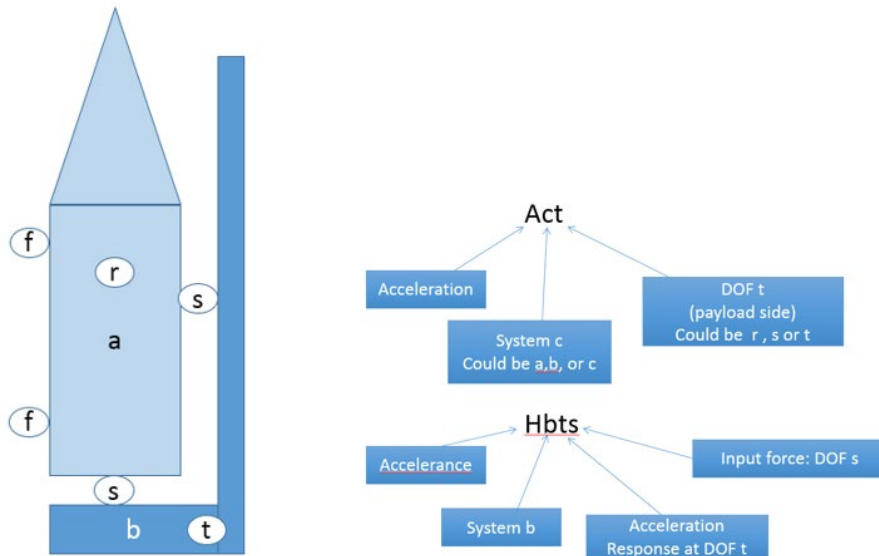 f
r
s
a
f
s
b
t
Act
Acceleration
System c
Could be a,b, or c
DOF t
(payload side)
Could be r , s or t
Hbts
Accelerance
Input force: DOF s
System b
Acceleration
Response at DOF t